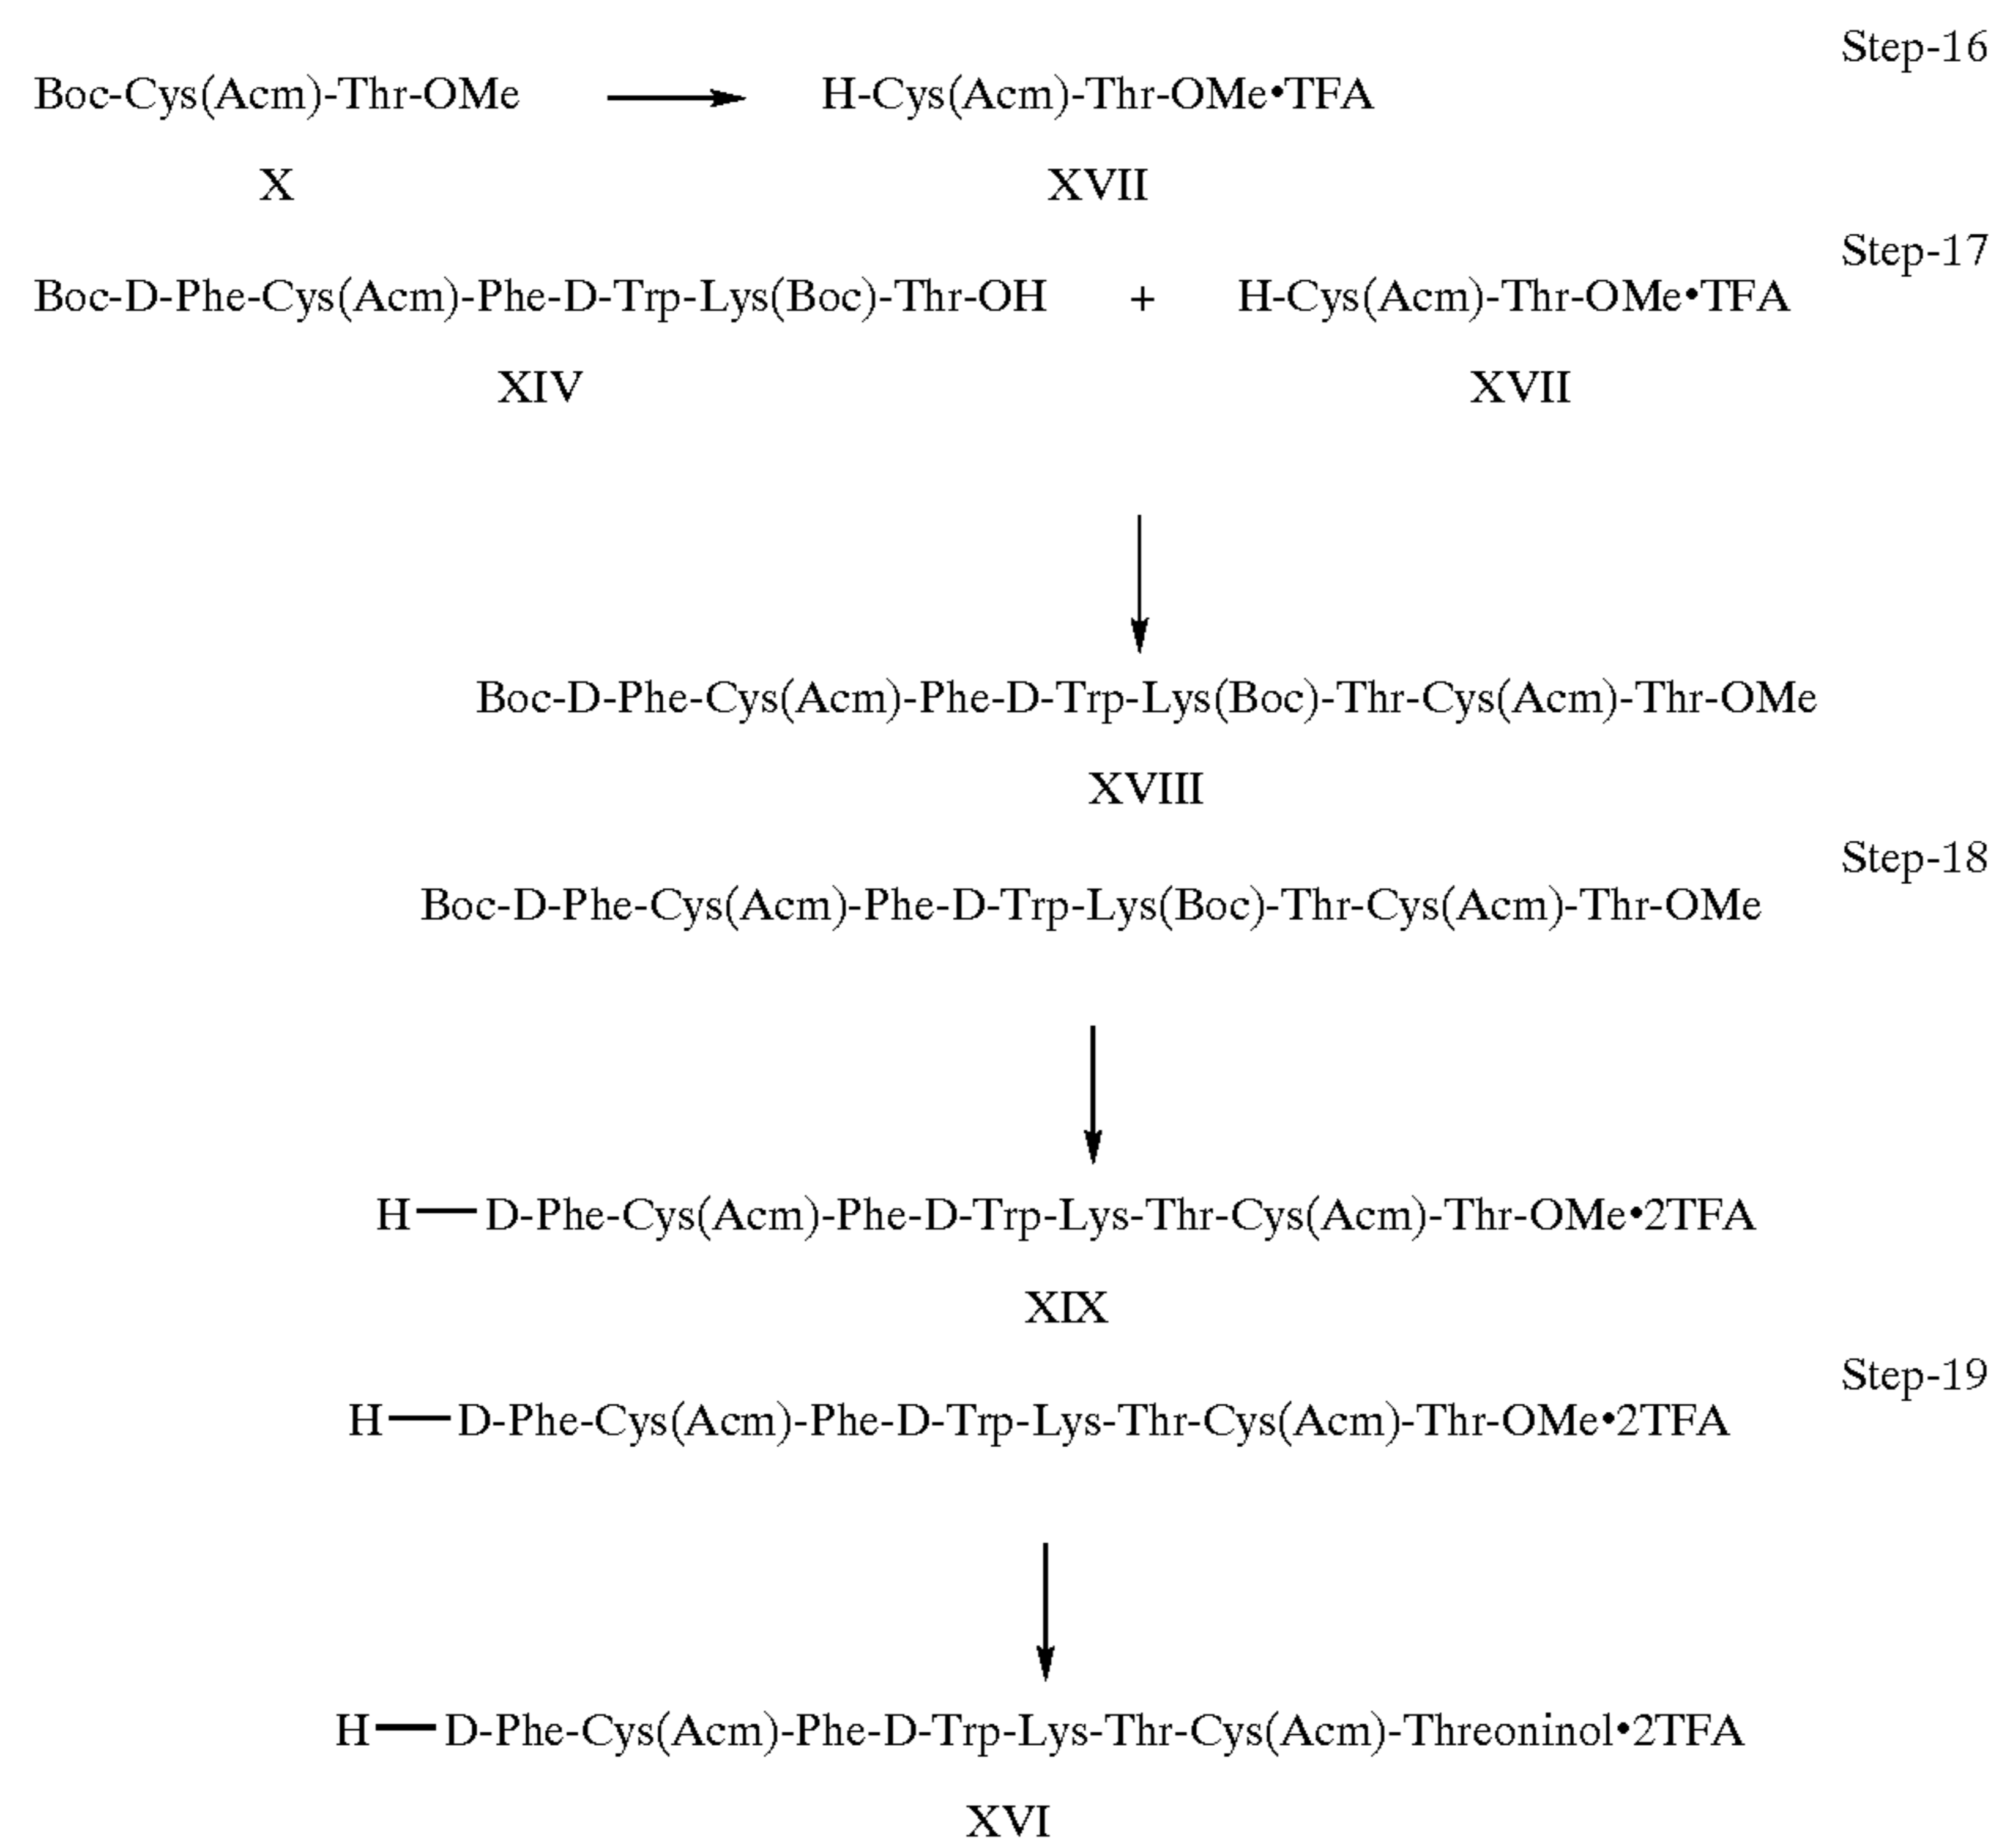 Step-16
Boc-Cys(Acm)-Thr-OMe H-Cys(Acm)-Thr-OMe•TFA
X XVII
Step-17
Boc-D-Phe-Cys(Acm)-Phe-D-Trp-Lys(Boc)-Thr-OH + H-Cys(Acm)-Thr-OMe•TFA
XIV XVII
Boc-D-Phe-Cys(Acm)-Phe-D-Trp-Lys(Boc)-Thr-Cys(Acm)-Thr-OMe
XVIII
Step-18
Boc-D-Phe-Cys(Acm)-Phe-D-Trp-Lys(Boc)-Thr-Cys(Acm)-Thr-OMe
H—D-Phe-Cys(Acm)-Phe-D-Trp-Lys-Thr-Cys(Acm)-Thr-OMe•2TFA
XIX
Step-19
H—D-Phe-Cys(Acm)-Phe-D-Trp-Lys-Thr-Cys(Acm)-Thr-OMe•2TFA
H—D-Phe-Cys(Acm)-Phe-D-Trp-Lys-Thr-Cys(Acm)-Threoninol•2TFA
XVI